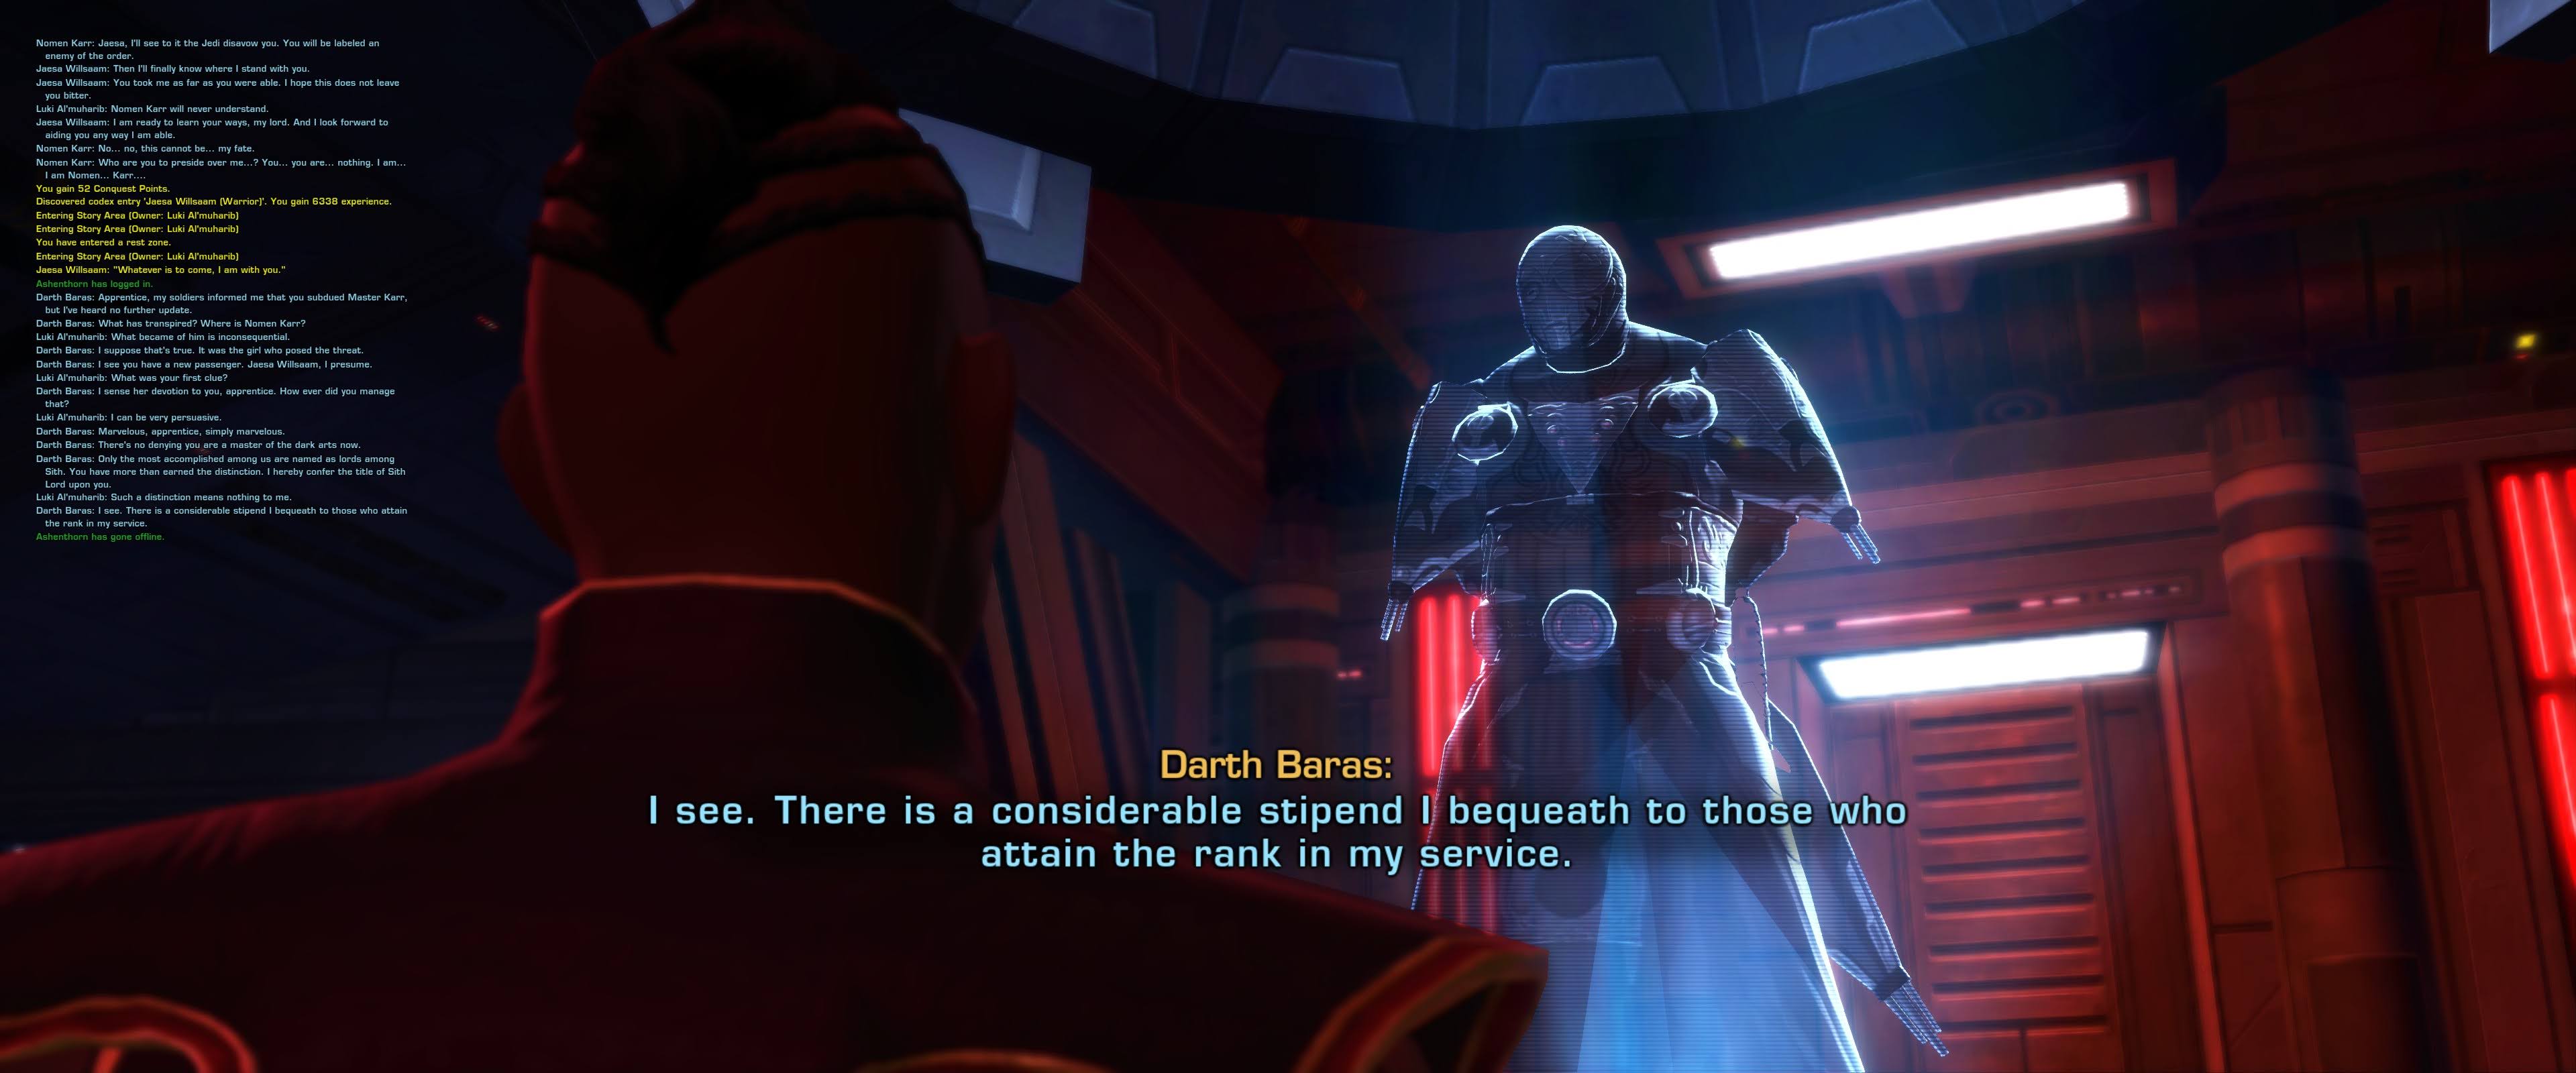 Nomen Karr: Jaesa, I'll see to it the Jedi disavow you. You will be labeled an
enemy of the order.
Jaesa Willsaam: Then I'll finally know where I stand with you.
Jaesa Willsaam: You took me as far as you were able. I hope this does not leave
you bitter.
Luki Al'muharib: Nomen Karr will never understand.
Jaesa Willsaam: I am ready to learn your ways, my lord. And I look forward to
aiding you any way I am able.
Nomen Karr: No... no, this cannot be... my fate.
Nomen Karr: Who are you to preside over me...? You... you are... nothing. I am...
I am Nomen... Karr....
You gain 52 Conquest Points.
Discovered codex entry 'Jaesa Willsaam (Warrior)'. You gain 6338 experience.
Entering Story Area (Owner: Luki Al'muharib)
Entering Story Area (Owner: Luki Al'muharib)
You have entered a rest zone.
Entering Story Area (Owner: Luki Al'muharib)
Jaesa Willsaam: "Whatever is to come, I am with you."
Ashenthorn has logged in.
Darth Baras: Apprentice, my soldiers informed me that you subdued Master Karr,
but I've heard no further update.
Darth Baras: What has transpired? Where is Nomen Karr?
Luki Al'muharib: What became of him is inconsequential.
Darth Baras: I suppose that's true. It was the girl who posed the threat.
Darth Baras: I see you have a new passenger. Jaesa Willsaam, I presume.
Luki Al'muharib: What was your first clue?
Darth Baras: I sense her devotion to you, apprentice. How ever did you manage
that?
Luki Al'muharib: I can be very persuasive.
Darth Baras: Marvelous, apprentice, simply marvelous.
Darth Baras: There's no denying you are a master of the dark arts now.
Darth Baras: Only the most accomplished among us are named as lords among
Sith. You have more than earned the distinction. I hereby confer the title of Sith
Lord upon you.
Luki Al'muharib: Such a distinction means nothing to me.
Darth Baras: I see. There is a considerable stipend I bequeath to those who attain
the rank in my service.
Ashenthorn has gone offline.
Darth Baras:
I see. There is a considerable stipend I bequeath to those who
attain the rank in my service.